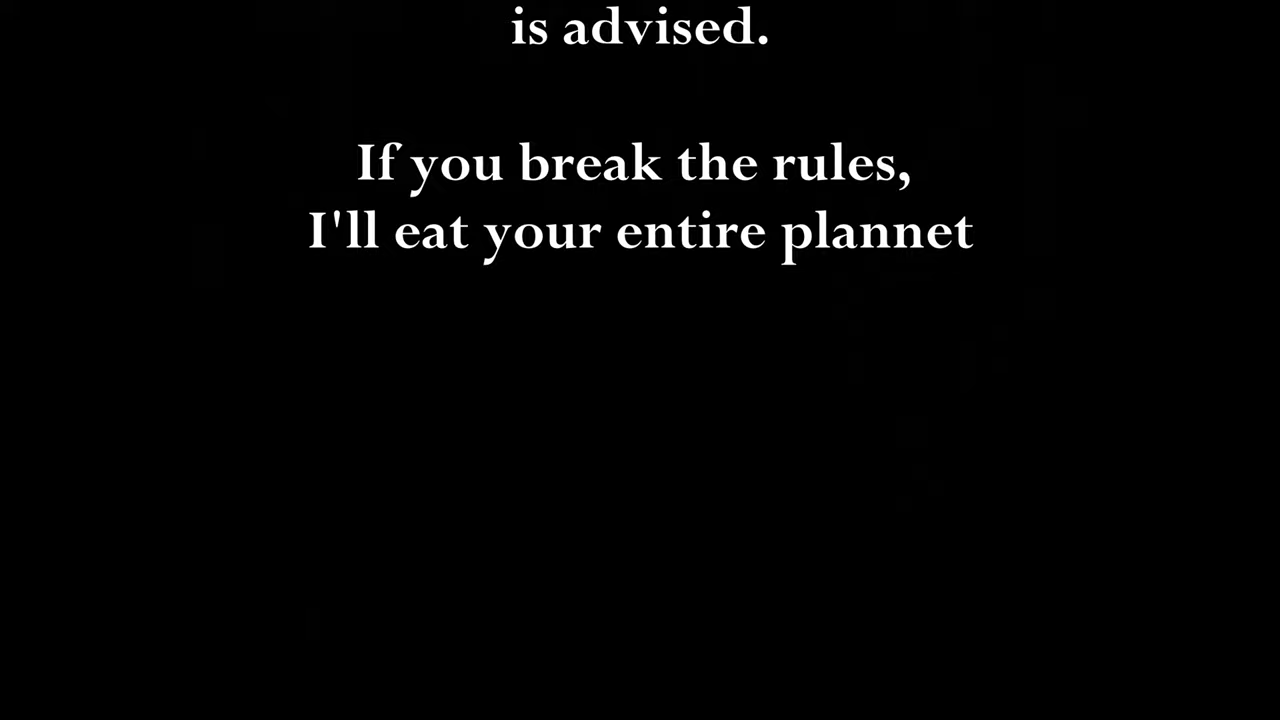 is advised.
If you break the rules,
I'll eat your entire plannet